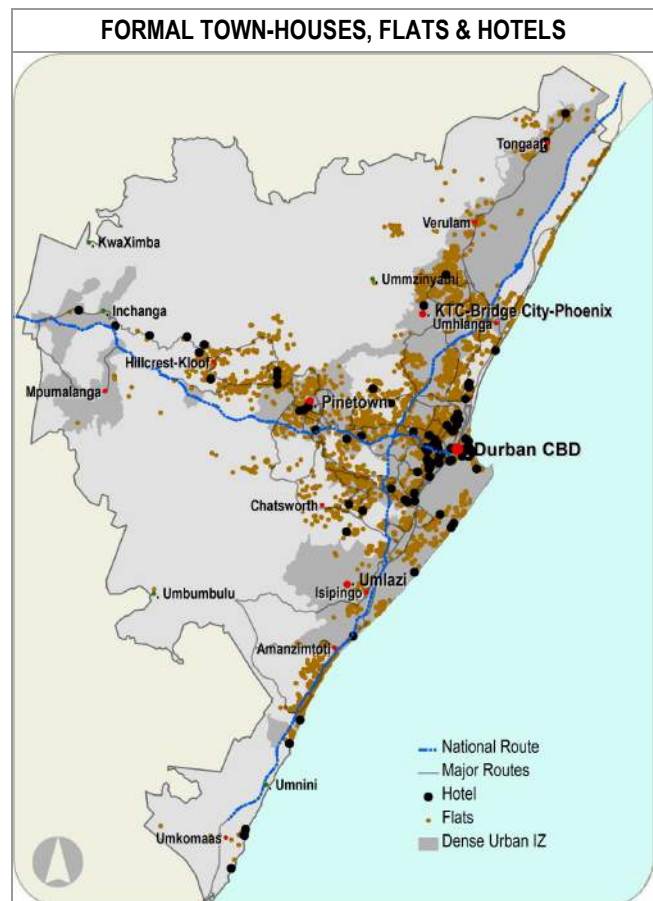 FORMAL TOWN-HOUSES, FLATS & HOTELS
Tongaat
Verulam
KwaXimba
Ummzinyathi
Inchanga
KTC-Bridge City-Phoenix
Umhlanga
Hillcrest-Kloof
Mpumalanga
Pinetown
Durban CBD
Chatsworth
Umlazi
Isipingo
Umbumbulu
Amanzimtoti
National Route
Major Routes
Hotel
Umnini
Flats
Umkomaas
Dense Urban IZ